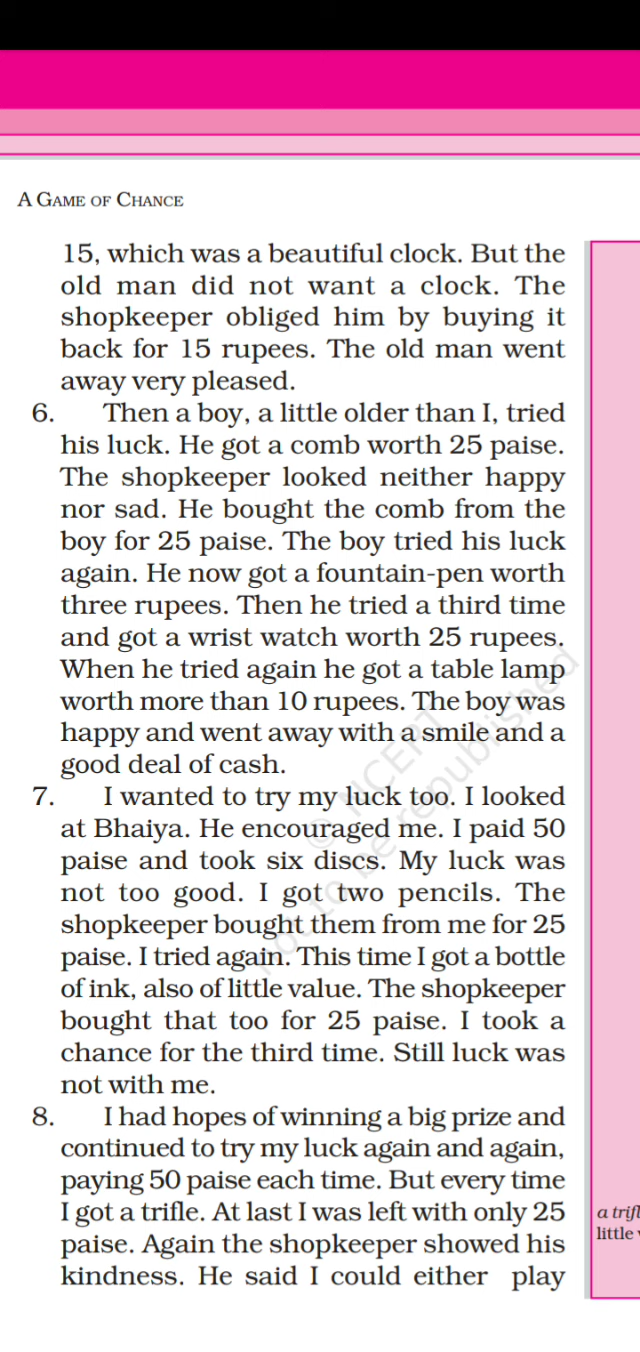 A GAME OF CHANCE
15, which was a beautiful clock. But the
old man did not want a clock. The
shopkeeper obliged him by buying it
back for 15 rupees. The old man went
away very pleased.
6. Then a boy, a little older than I, tried
his luck. He got a comb worth 25 paise.
The shopkeeper looked neither happy
nor sad. He bought the comb from the
boy for 25 paise. The boy tried his luck
again. He now got a fountain-pen worth
three rupees. Then he tried a third time
and got a wrist watch worth 25 rupees.
When he tried again he got a table lamp
worth more than 10 rupees. The boy was
happy and went away with a smile and a
good deal of cash.
7. I wanted to try my luck too. I looked
at Bhaiya. He encouraged me. I paid 50
paise and took six discs. My luck was
not too good. I got two pencils. The
shopkeeper bought them from me for 25
paise. I tried again. This time I got a bottle
of ink, also of little value. The shopkeeper
bought that too for 25 paise. I took a
chance for the third time. Still luck was
not with me.
8. I had hopes of winning a big prize and
continued to try my luck again and again,
paying 50 paise each time. But every time
I got a trifle. At last I was left with only 25
paise. Again the shopkeeper showed his
kindness. He said I could either play
a trifl
little
© NCERT
not to be republished